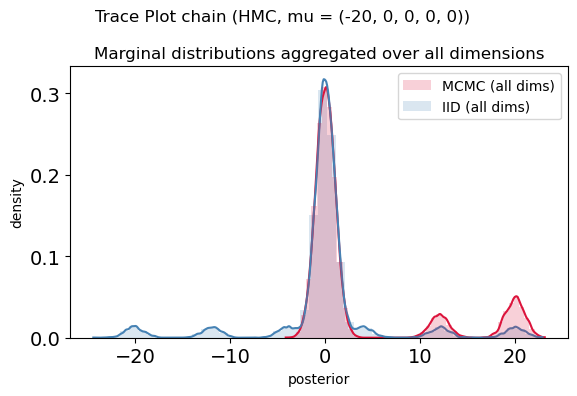 Trace Plot chain (HMC, mu = (-20, 0, 0, 0, 0))
Marginal distributions aggregated over all dimensions
MCMC (all dims)
IID (all dims)
density
0.3
0.2
0.1
0.0
−20
−10
0
10
20
posterior